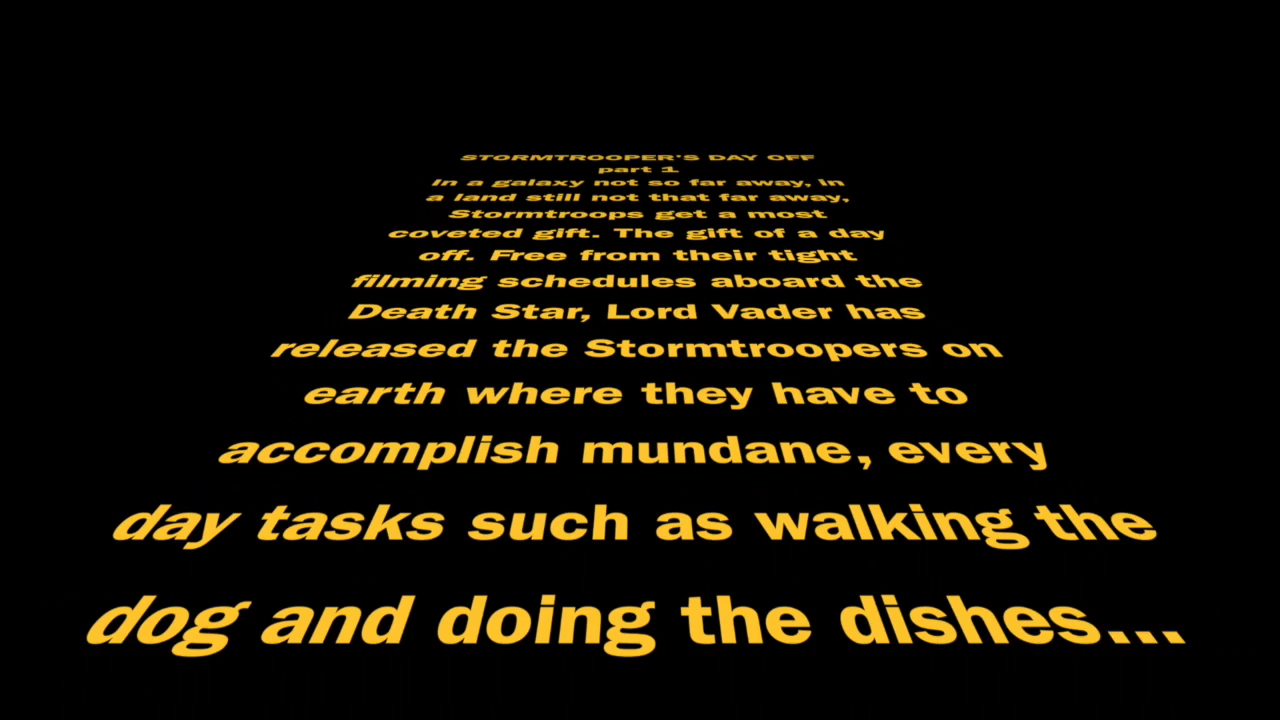 STORMTROOPER'S DAY OFF
part 1
In a galaxy not so far away, in
a land still not that far away,
Stormtroops get a most
coveted gift. The gift of a day
off. Free from their tight
filming schedules aboard the
Death Star, Lord Vader has
released the Stormtroopers on
earth where they have to
accomplish mundane, every
day tasks such as walking the
dog and doing the dishes...